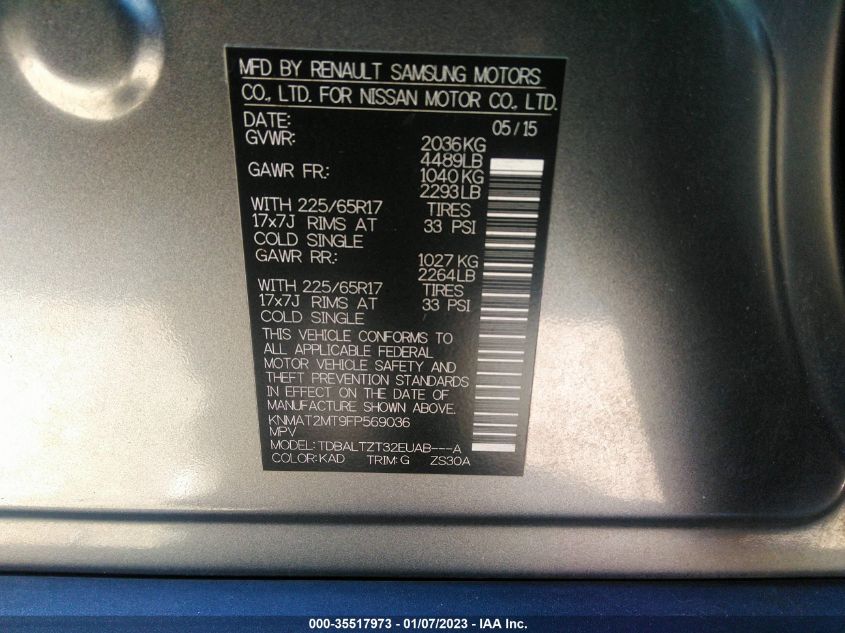 MFD BY RENAULT SAMSUNG MOTORS
CO., LTD. FOR NISSAN MOTOR CO., LTD.
DATE: 05/15
GVWR: 2036KG
4489LB
GAWR FR.: 1040KG
2293LB
WITH 225/65R17 TIRES
17x7J RIMS AT 33 PSI
COLD SINGLE
GAWR RR.: 1027 KG
2264LB
WITH 225/65R17 TIRES
17x7J RIMS AT 33 PSI
COLD SINGLE
THIS VEHICLE CONFORMS TO
ALL APPLICABLE FEDERAL
MOTOR VEHICLE SAFETY AND
THEFT PREVENTION STANDARDS
IN EFFECT ON THE DATE OF
MANUFACTURE SHOWN ABOVE.
KNMAT2MT9FP569036
MPV
MODEL: TDBALTZT32EUAB---A
COLOR:KAD TRIM:G ZS30A
000-35517973 - 01/07/2023 - IAA Inc.